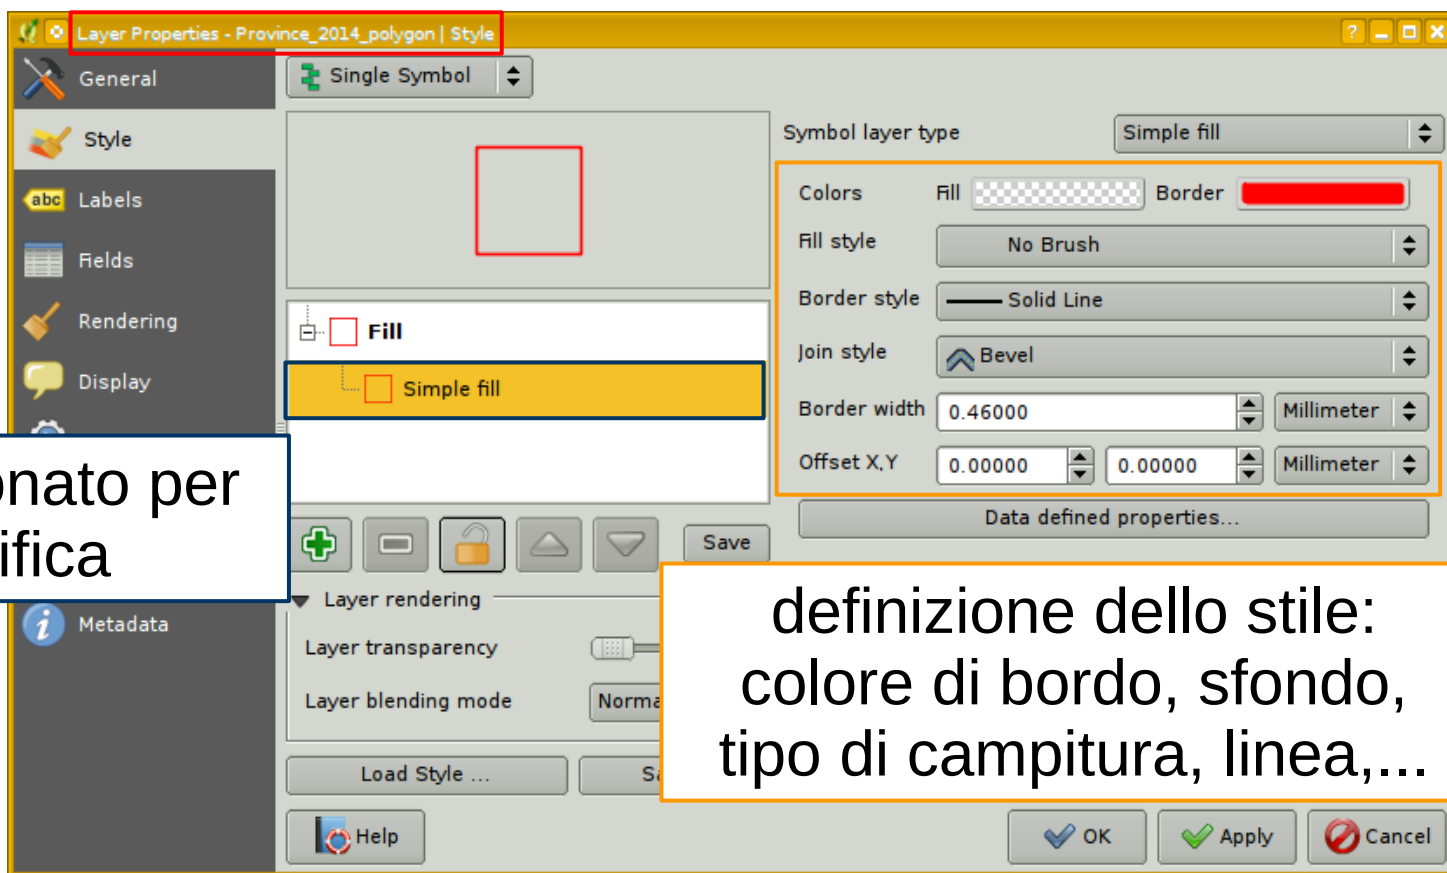 Layer Properties - Province_2014_polygon | Style
General
Style
abc Labels
Fields
Rendering
Display
Metadata
Single Symbol
Fill
Simple fill
Save
Layer rendering
Layer transparency
Layer blending mode
Load Style ...
Help
Symbol layer type Simple fill
Colors Fill Border
Fill style No Brush
Border style Solid Line
Join style Bevel
Border width 0.46000 Millimeter
Offset X,Y 0.00000 0.00000 Millimeter
Data defined properties...
onato per
ifica
definizione dello stile:
colore di bordo, sfondo,
tipo di campitura, linea,...
OK Apply Cancel